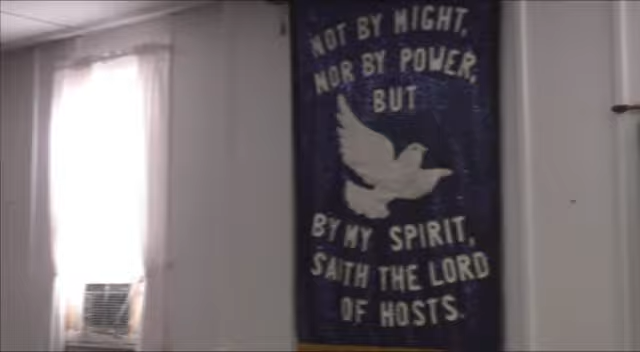 NOT BY MIGHT,
NOR BY POWER,
BUT
BY MY SPIRIT,
SAITH THE LORD
OF HOSTS.